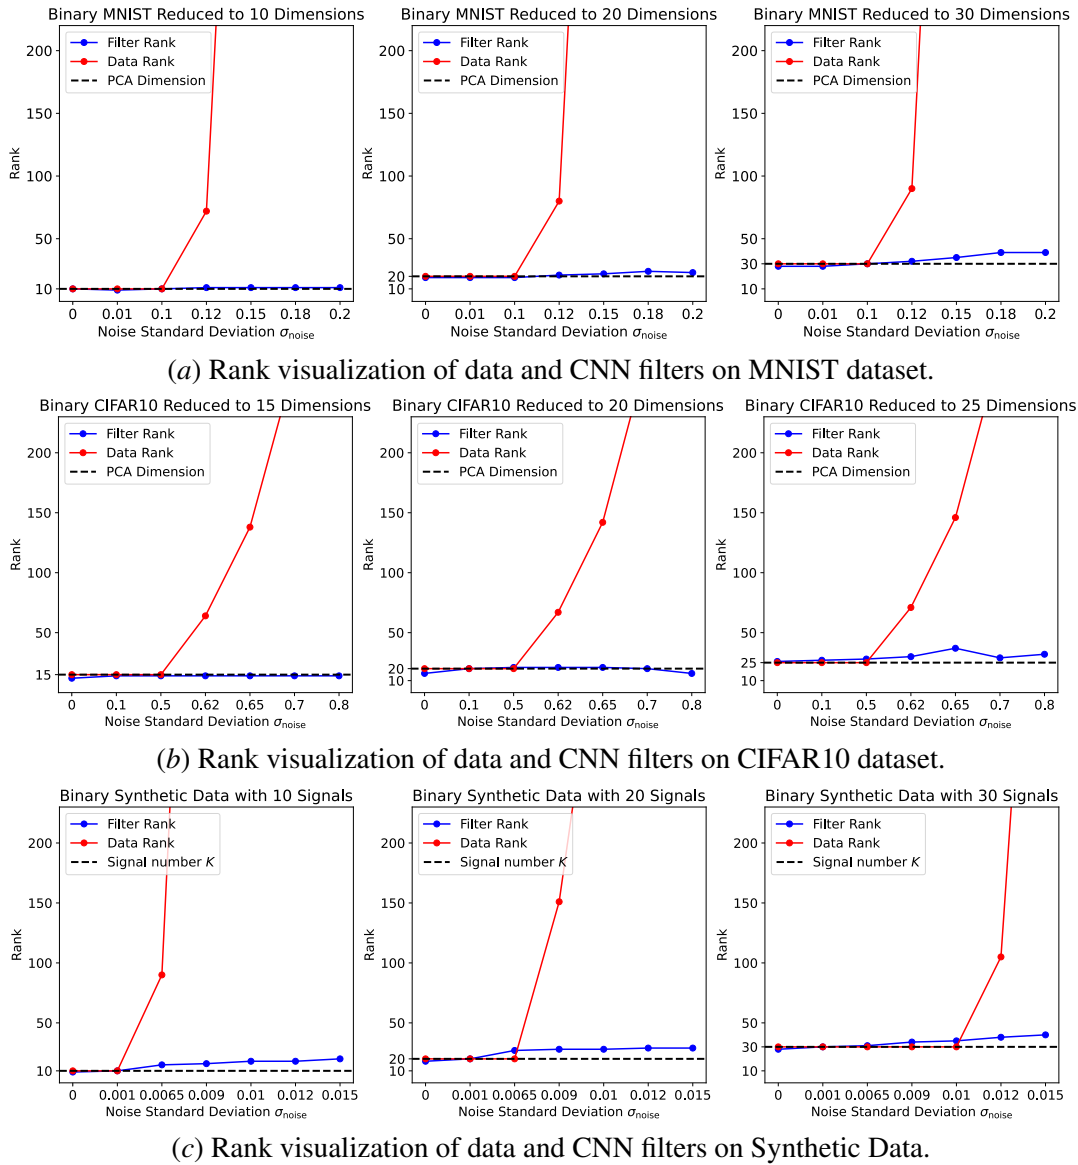 Binary MNIST Reduced to 10 Dimensions
200
150
100
50
10
Rank
Filter Rank
Data Rank
PCA Dimension
0 0.01 0.1 0.12 0.15 0.18 0.2
Noise Standard Deviation σnoise
Binary MNIST Reduced to 20 Dimensions
200
150
100
50
20
10
Rank
Filter Rank
Data Rank
PCA Dimension
0 0.01 0.1 0.12 0.15 0.18 0.2
Noise Standard Deviation σnoise
Binary MNIST Reduced to 30 Dimensions
200
150
100
50
30
10
Rank
Filter Rank
Data Rank
PCA Dimension
0 0.01 0.1 0.12 0.15 0.18 0.2
Noise Standard Deviation σnoise
(a) Rank visualization of data and CNN filters on MNIST dataset.
Binary CIFAR10 Reduced to 15 Dimensions
200
150
100
50
15
Rank
Filter Rank
Data Rank
PCA Dimension
0 0.1 0.5 0.62 0.65 0.7 0.8
Noise Standard Deviation σnoise
Binary CIFAR10 Reduced to 20 Dimensions
200
150
100
50
20
10
Rank
Filter Rank
Data Rank
PCA Dimension
0 0.1 0.5 0.62 0.65 0.7 0.8
Noise Standard Deviation σnoise
Binary CIFAR10 Reduced to 25 Dimensions
200
150
100
50
25
10
Rank
Filter Rank
Data Rank
PCA Dimension
0 0.1 0.5 0.62 0.65 0.7 0.8
Noise Standard Deviation σnoise
(b) Rank visualization of data and CNN filters on CIFAR10 dataset.
Binary Synthetic Data with 10 Signals
200
150
100
50
10
Rank
Filter Rank
Data Rank
Signal number K
0 0.001 0.0065 0.009 0.01 0.012 0.015
Noise Standard Deviation σnoise
Binary Synthetic Data with 20 Signals
200
150
100
50
20
10
Rank
Filter Rank
Data Rank
Signal number K
0 0.001 0.0065 0.009 0.01 0.012 0.015
Noise Standard Deviation σnoise
Binary Synthetic Data with 30 Signals
200
150
100
50
30
10
Rank
Filter Rank
Data Rank
Signal number K
0 0.001 0.0065 0.009 0.01 0.012 0.015
Noise Standard Deviation σnoise
(c) Rank visualization of data and CNN filters on Synthetic Data.